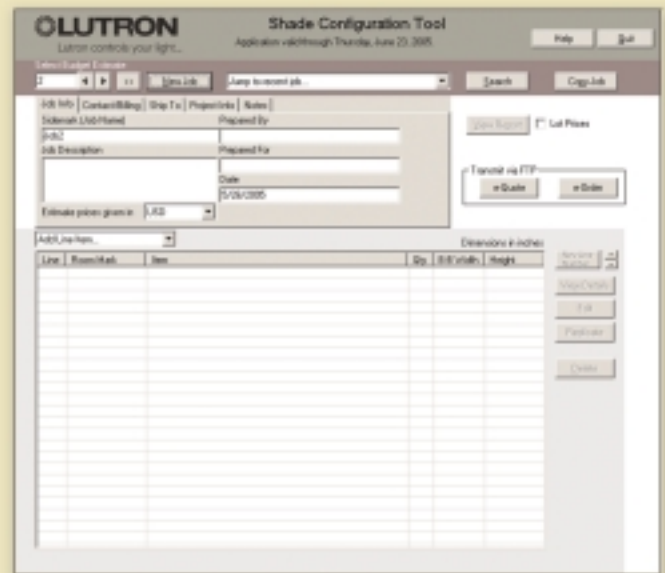 LUTRON
Lutron controls your light...
Shade Configuration Tool
Application valid through Thursday, June 23, 2005.
Help
Quit
Select Budget Estimate
2
New Job
Jump to recent job...
Search
Copy Job
Job Info
Contact/Billing
Ship To
Project Info
Notes
Sidemark (Job Name)
Prepared By
Job2
Job Description
Prepared For
Date
5/26/2005
Estimate prices given in
USD
View Report
List Prices
Transmit via FTP
e-Quote
e-Order
Add Line Item...
Dimensions in inches
Line
Room Mark
Item
Qty
Width
Height
View Details
Edit
Duplicate
Delete